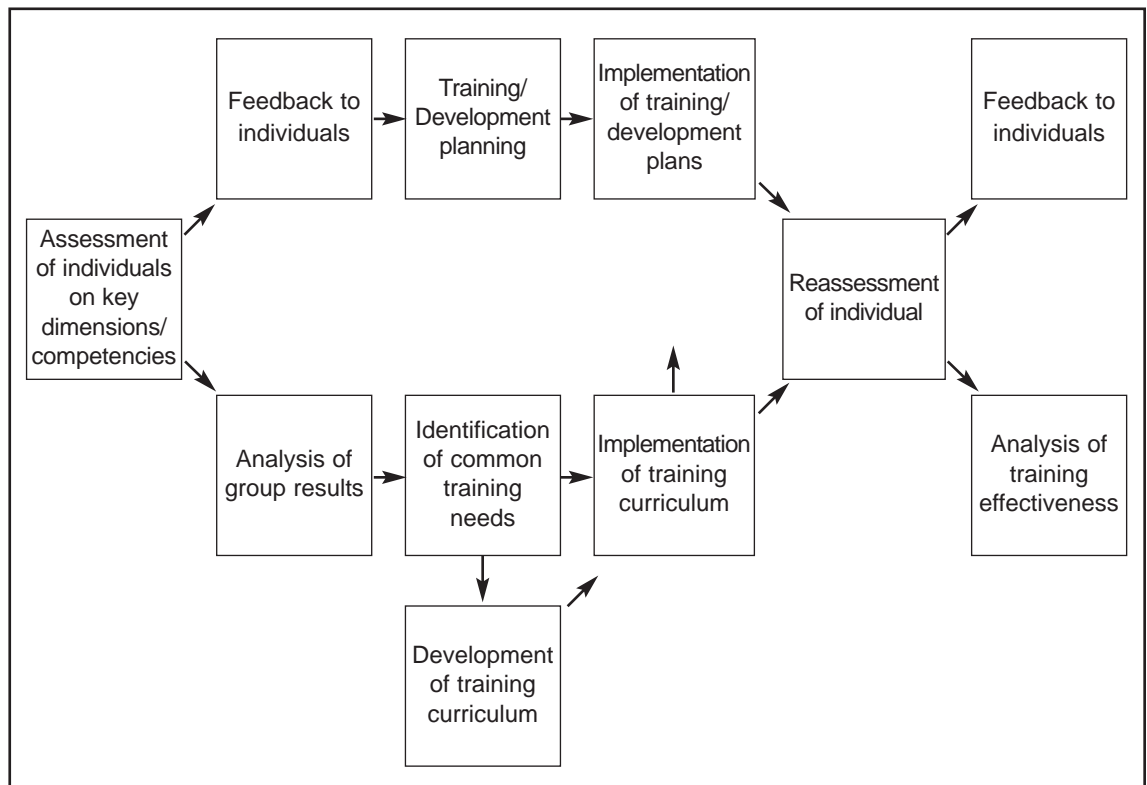 Feedback to
individuals
Training/
Development
planning
Implementation
of training/
development
plans
Feedback to
individuals
Assessment
of individuals
on key
dimensions/
competencies
Reassessment
of individual
Analysis of
group results
Identification
of common
training
needs
Implementation
of training
curriculum
Analysis of
training
effectiveness
Development
of training
curriculum